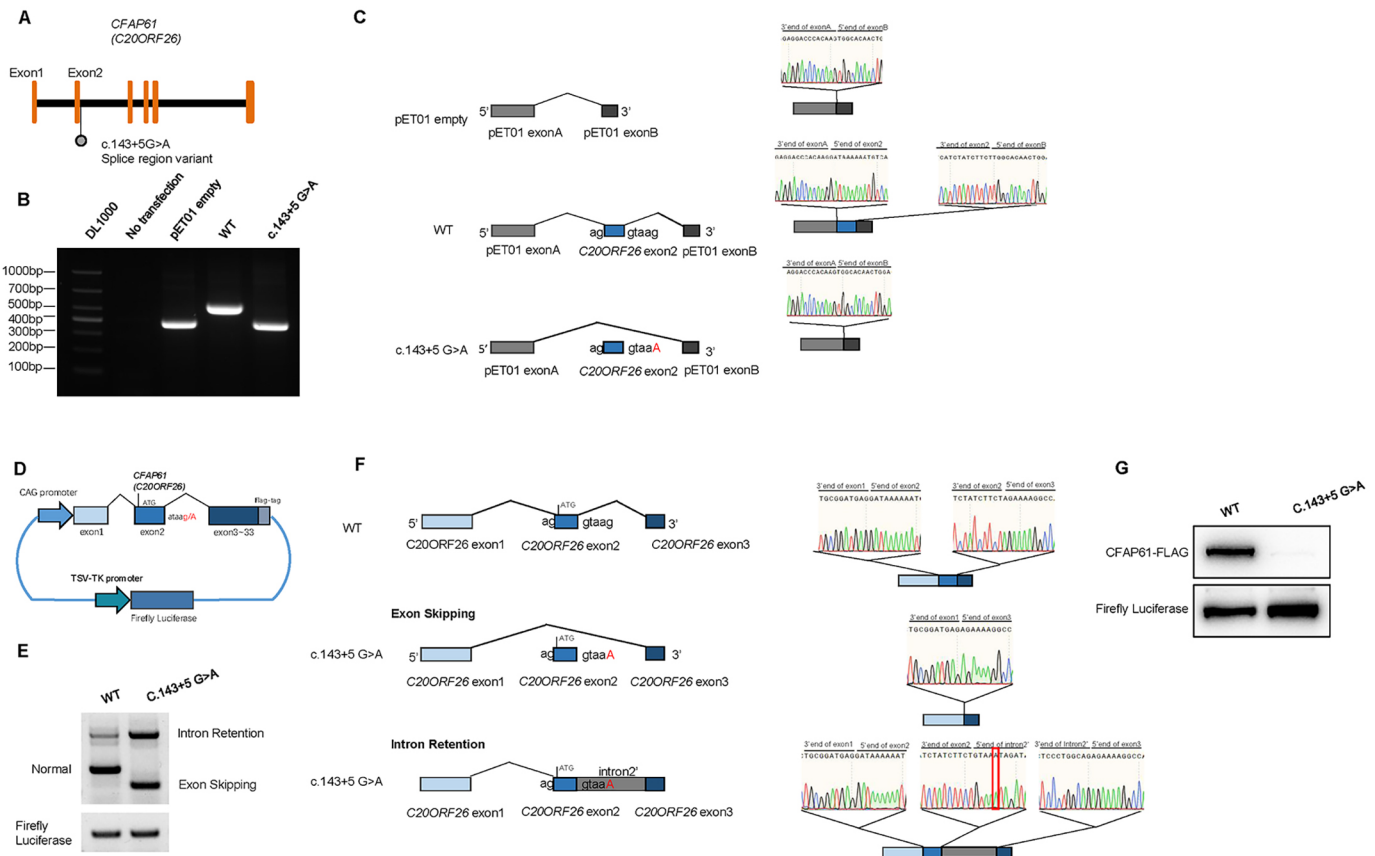 A
CFAP61
(C20ORF26)
Exon1
Exon2
c.143+5G>A
Splice region variant
B
DL1000
No transfection
pET01 empty
WT
c.143+5 G>A
1000bp
700bp
500bp
400bp
300bp
200bp
100bp
C
pET01 empty
5'
3'
pET01 exonA
pET01 exonB
3'end of exonA
5'end of exonB
WT
5'
ag
gtaag
3'
pET01 exonA
C20ORF26 exon2
pET01 exonB
3'end of exonA
5'end of exon2
3'end of exon2
5'end of exonB
c.143+5 G>A
5'
ag
gtaaA
3'
pET01 exonA
C20ORF26 exon2
pET01 exonB
3'end of exonA
5'end of exonB
AGGACCCACAAGTGGCACAACTGGA
D
CFAP61
(C20ORF26)
CAG promoter
ATG
flag-tag
ataag/A
exon1
exon2
exon3~33
TSV-TK promoter
Firefly Luciferase
E
WT
C.143+5 G>A
Intron Retention
Normal
Exon Skipping
Firefly
Luciferase
F
WT
5'
ATG
ag
gtaag
3'
C20ORF26 exon1
C20ORF26 exon2
C20ORF26 exon3
3'end of exon1
5'end of exon2
TGCGGATGAGGATAAAAAAT
3'end of exon2
5'end of exon3
TCTATCTTCTAGAAAAGGCC
Exon Skipping
c.143+5 G>A
5'
ATG
ag
gtaaA
3'
C20ORF26 exon1
C20ORF26 exon2
C20ORF26 exon3
3'end of exon1
5'end of exon3
TGCGGATGAGAGAAAAGGCC
Intron Retention
c.143+5 G>A
ATG
intron2'
ag
gtaaA
C20ORF26 exon1
C20ORF26 exon2
C20ORF26 exon3
3'end of exon1
5'end of exon2
TGCGGATGAGGATAAAAAAT
3'end of exon2
5'end of intron2'
ATCTATCTTCTGTAAATAGAT
3'end of Intron2'
5'end of exon3
CTCCCTGGCAGAGAAAAGGCC
G
WT
C.143+5 G>A
CFAP61-FLAG
Firefly Luciferase